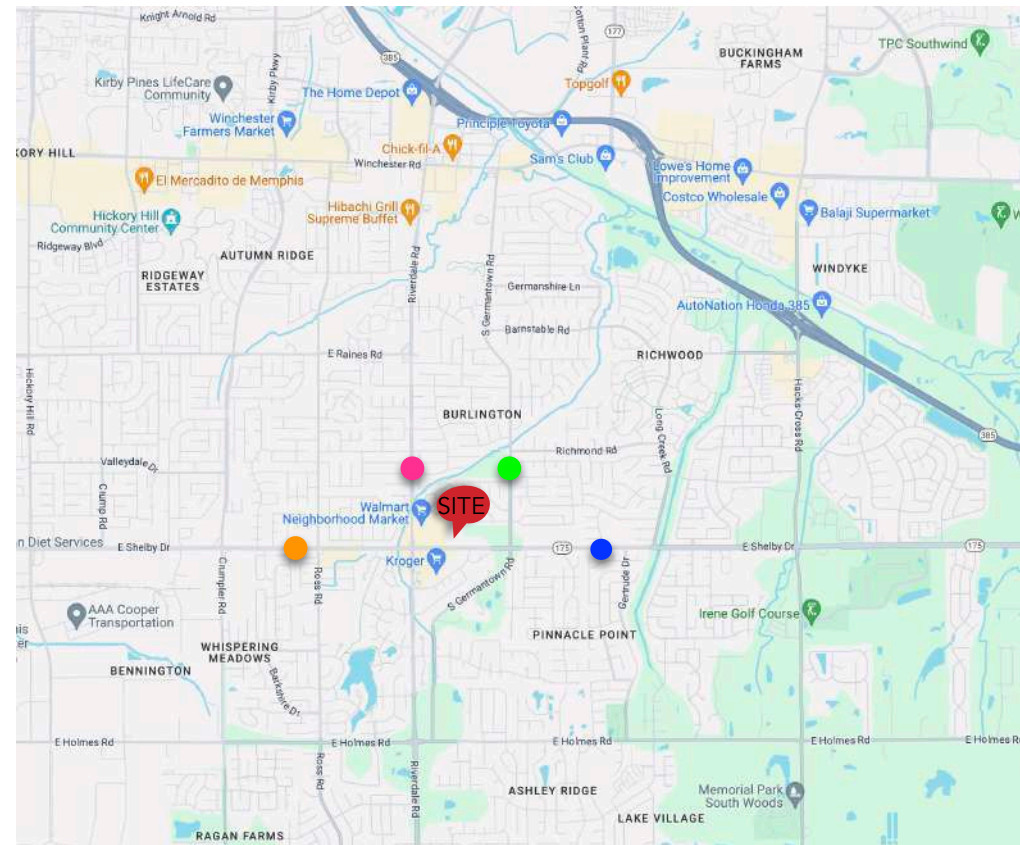 Knight Arnold Rd
Kirby Pkwy
385
177
BUCKINGHAM
FARMS
TPC Southwind
Kirby Pines LifeCare
Community
The Home Depot
Topgolf
Winchester
Farmers Market
Principle Toyota
Chick-fil-A
Winchester Rd
Sam's Club
Lowe's Home
Improvement
Costco Wholesale
KORY HILL
El Mercadito de Memphis
Hickory Hill
Community Center
Hibachi Grill
Supreme Buffet
Balaji Supermarket
W
Ridgeway Blvd
AUTUMN RIDGE
RIDGEWAY
ESTATES
Riverdale Rd
S Germantown Rd
Germanshire Ln
WINDYKE
AutoNation Honda 385
Barnstable Rd
E Raines Rd
RICHWOOD
Hickory Hill Rd
BURLINGTON
Long Creek Rd
Hacks Cross Rd
385
Richmond Rd
Valleydale Dr
Crump Rd
SITE
Walmart
Neighborhood Market
n Diet Services
E Shelby Dr
Kroger
175
E Shelby Dr
175
Crumpler Rd
Ross Rd
S Germantown Rd
Gertrude Dr
AAA Cooper
Transportation
Irene Golf Course
is
er
WHISPERING
MEADOWS
PINNACLE POINT
BENNINGTON
Barkshire Dr
E Holmes Rd
E Holmes Rd
E Holmes Rd
E Holmes Rd
E Holmes R
Ross Rd
Riverdale Rd
ASHLEY RIDGE
Memorial Park
South Woods
LAKE VILLAGE
RAGAN FARMS